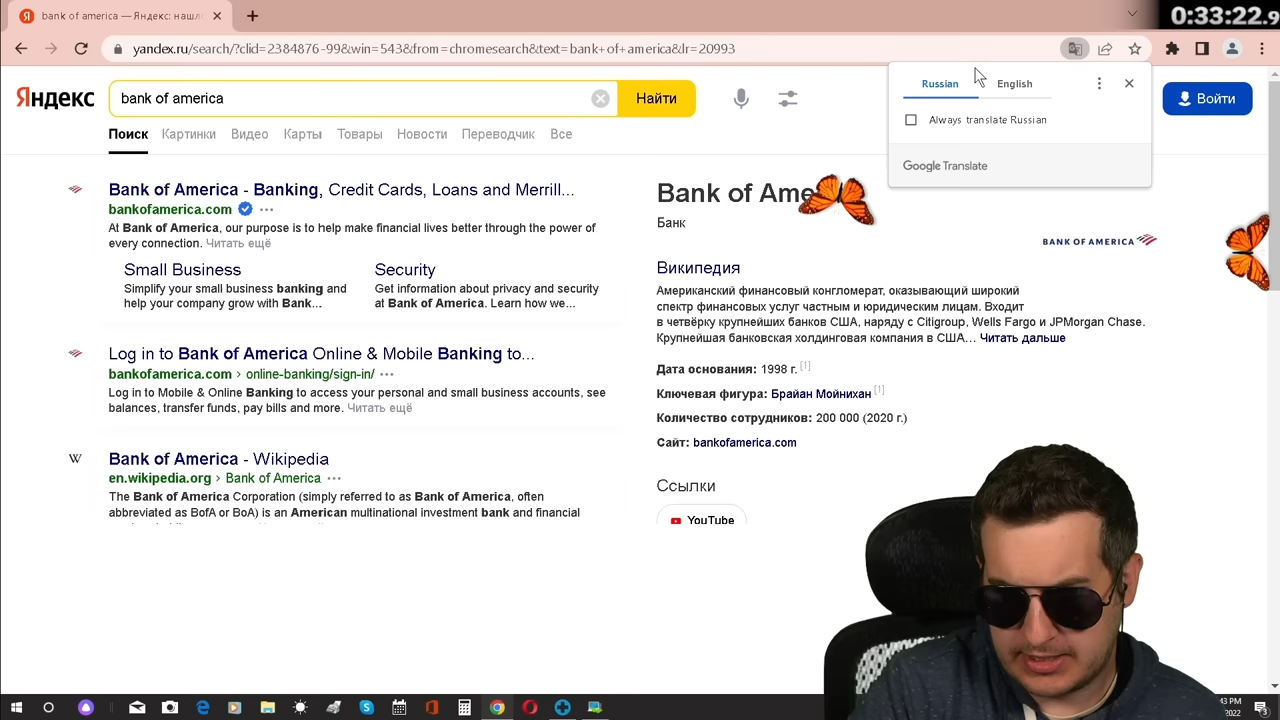 bank of america — Яндекс: нашл
0:33:22.9
yandex.ru/search/?clid=2384876-99&win=543&from=chromesearch&text=bank+of+america&lr=20993
Яндекс
bank of america
Найти
Russian
English
Войти
Always translate Russian
Google Translate
Поиск
Картинки
Видео
Карты
Товары
Новости
Переводчик
Все
Bank of America - Banking, Credit Cards, Loans and Merrill...
bankofamerica.com
At Bank of America, our purpose is to help make financial lives better through the power of
every connection. Читать ещё
Small Business
Simplify your small business banking and
help your company grow with Bank...
Security
Get information about privacy and security
at Bank of America. Learn how we...
Log in to Bank of America Online & Mobile Banking to...
bankofamerica.com › online-banking/sign-in/
Log in to Mobile & Online Banking to access your personal and small business accounts, see
balances, transfer funds, pay bills and more. Читать ещё
W
Bank of America - Wikipedia
en.wikipedia.org › Bank of America
The Bank of America Corporation (simply referred to as Bank of America, often
abbreviated as BofA or BoA) is an American multinational investment bank and financial
Bank of Ame
Банк
BANK OF AMERICA
Википедия
Американский финансовый конгломерат, оказывающий широкий
спектр финансовых услуг частным и юридическим лицам. Входит
в четвёрку крупнейших банков США, наряду с Citigroup, Wells Fargo и JPMorgan Chase.
Крупнейшая банковская холдинговая компания в США… Читать дальше
Дата основания: 1998 г. [1]
Ключевая фигура: Брайан Мойнихан [1]
Количество сотрудников: 200 000 (2020 г.)
Сайт: bankofamerica.com
Ссылки
YouTube
:43 PM
2022
3